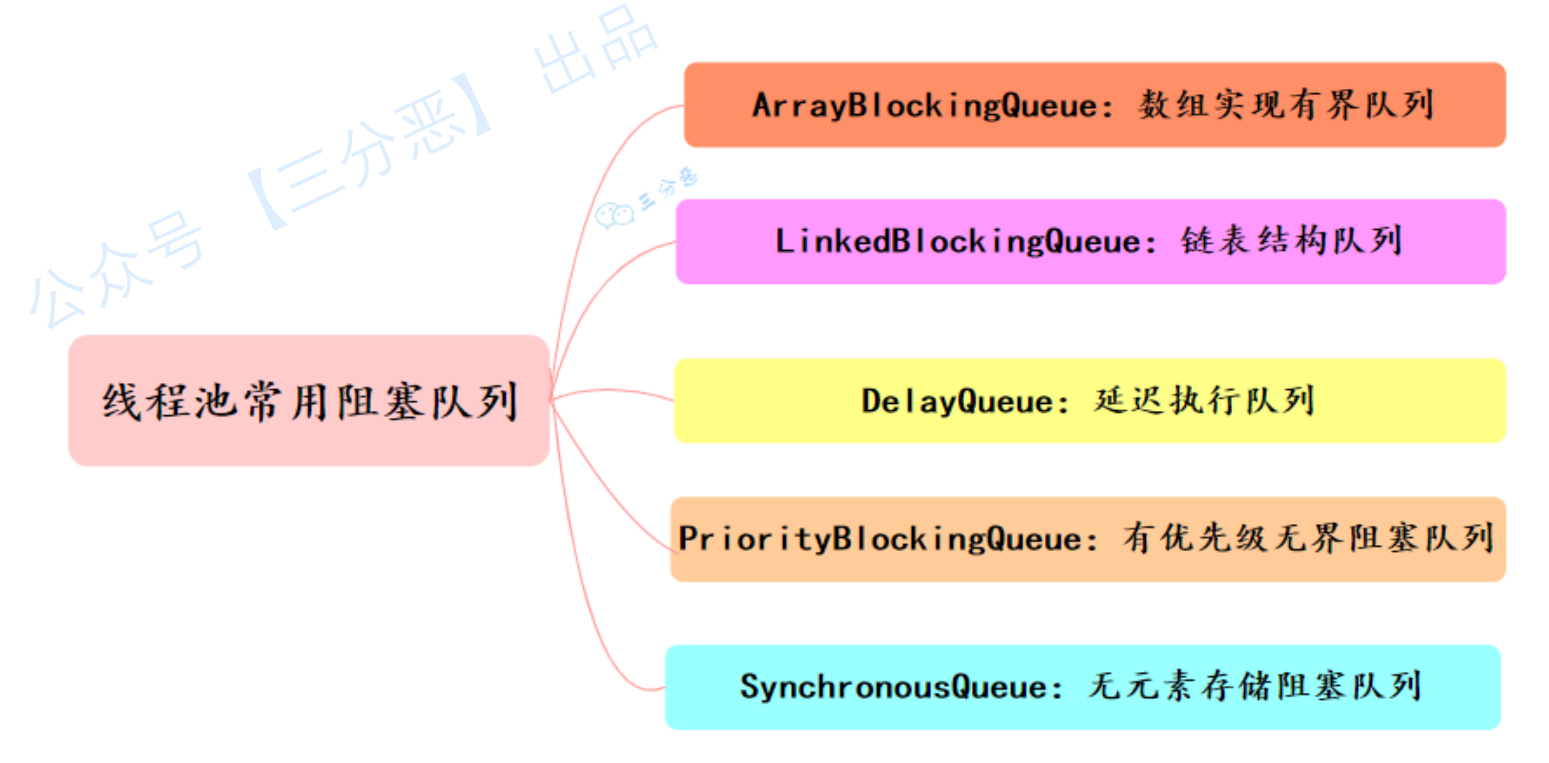 公众号【三分恶】 出品
ArrayBlockingQueue: 数组实现有界队列
三分恶
LinkedBlockingQueue: 链表结构队列
线程池常用阻塞队列
DelayQueue: 延迟执行队列
PriorityBlockingQueue: 有优先级无界阻塞队列
SynchronousQueue: 无元素存储阻塞队列